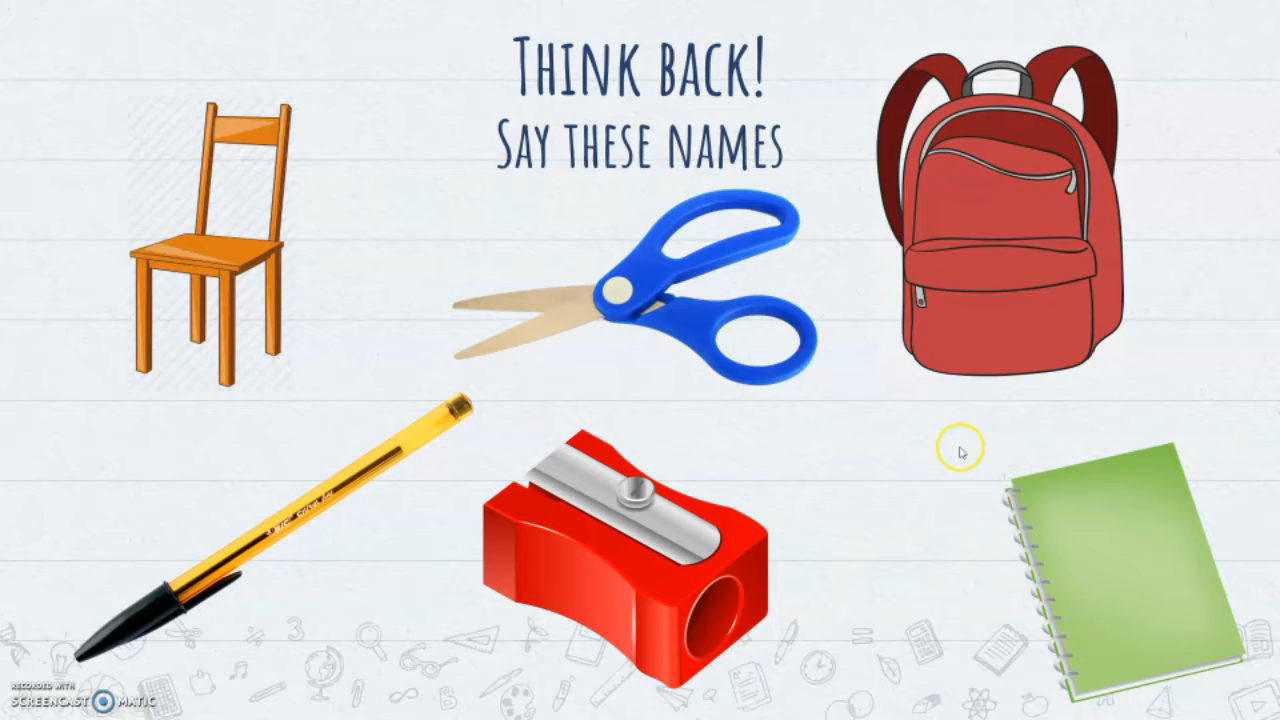 Think back!
Say these names
RECORDED WITH
SCREENCAST MATIC